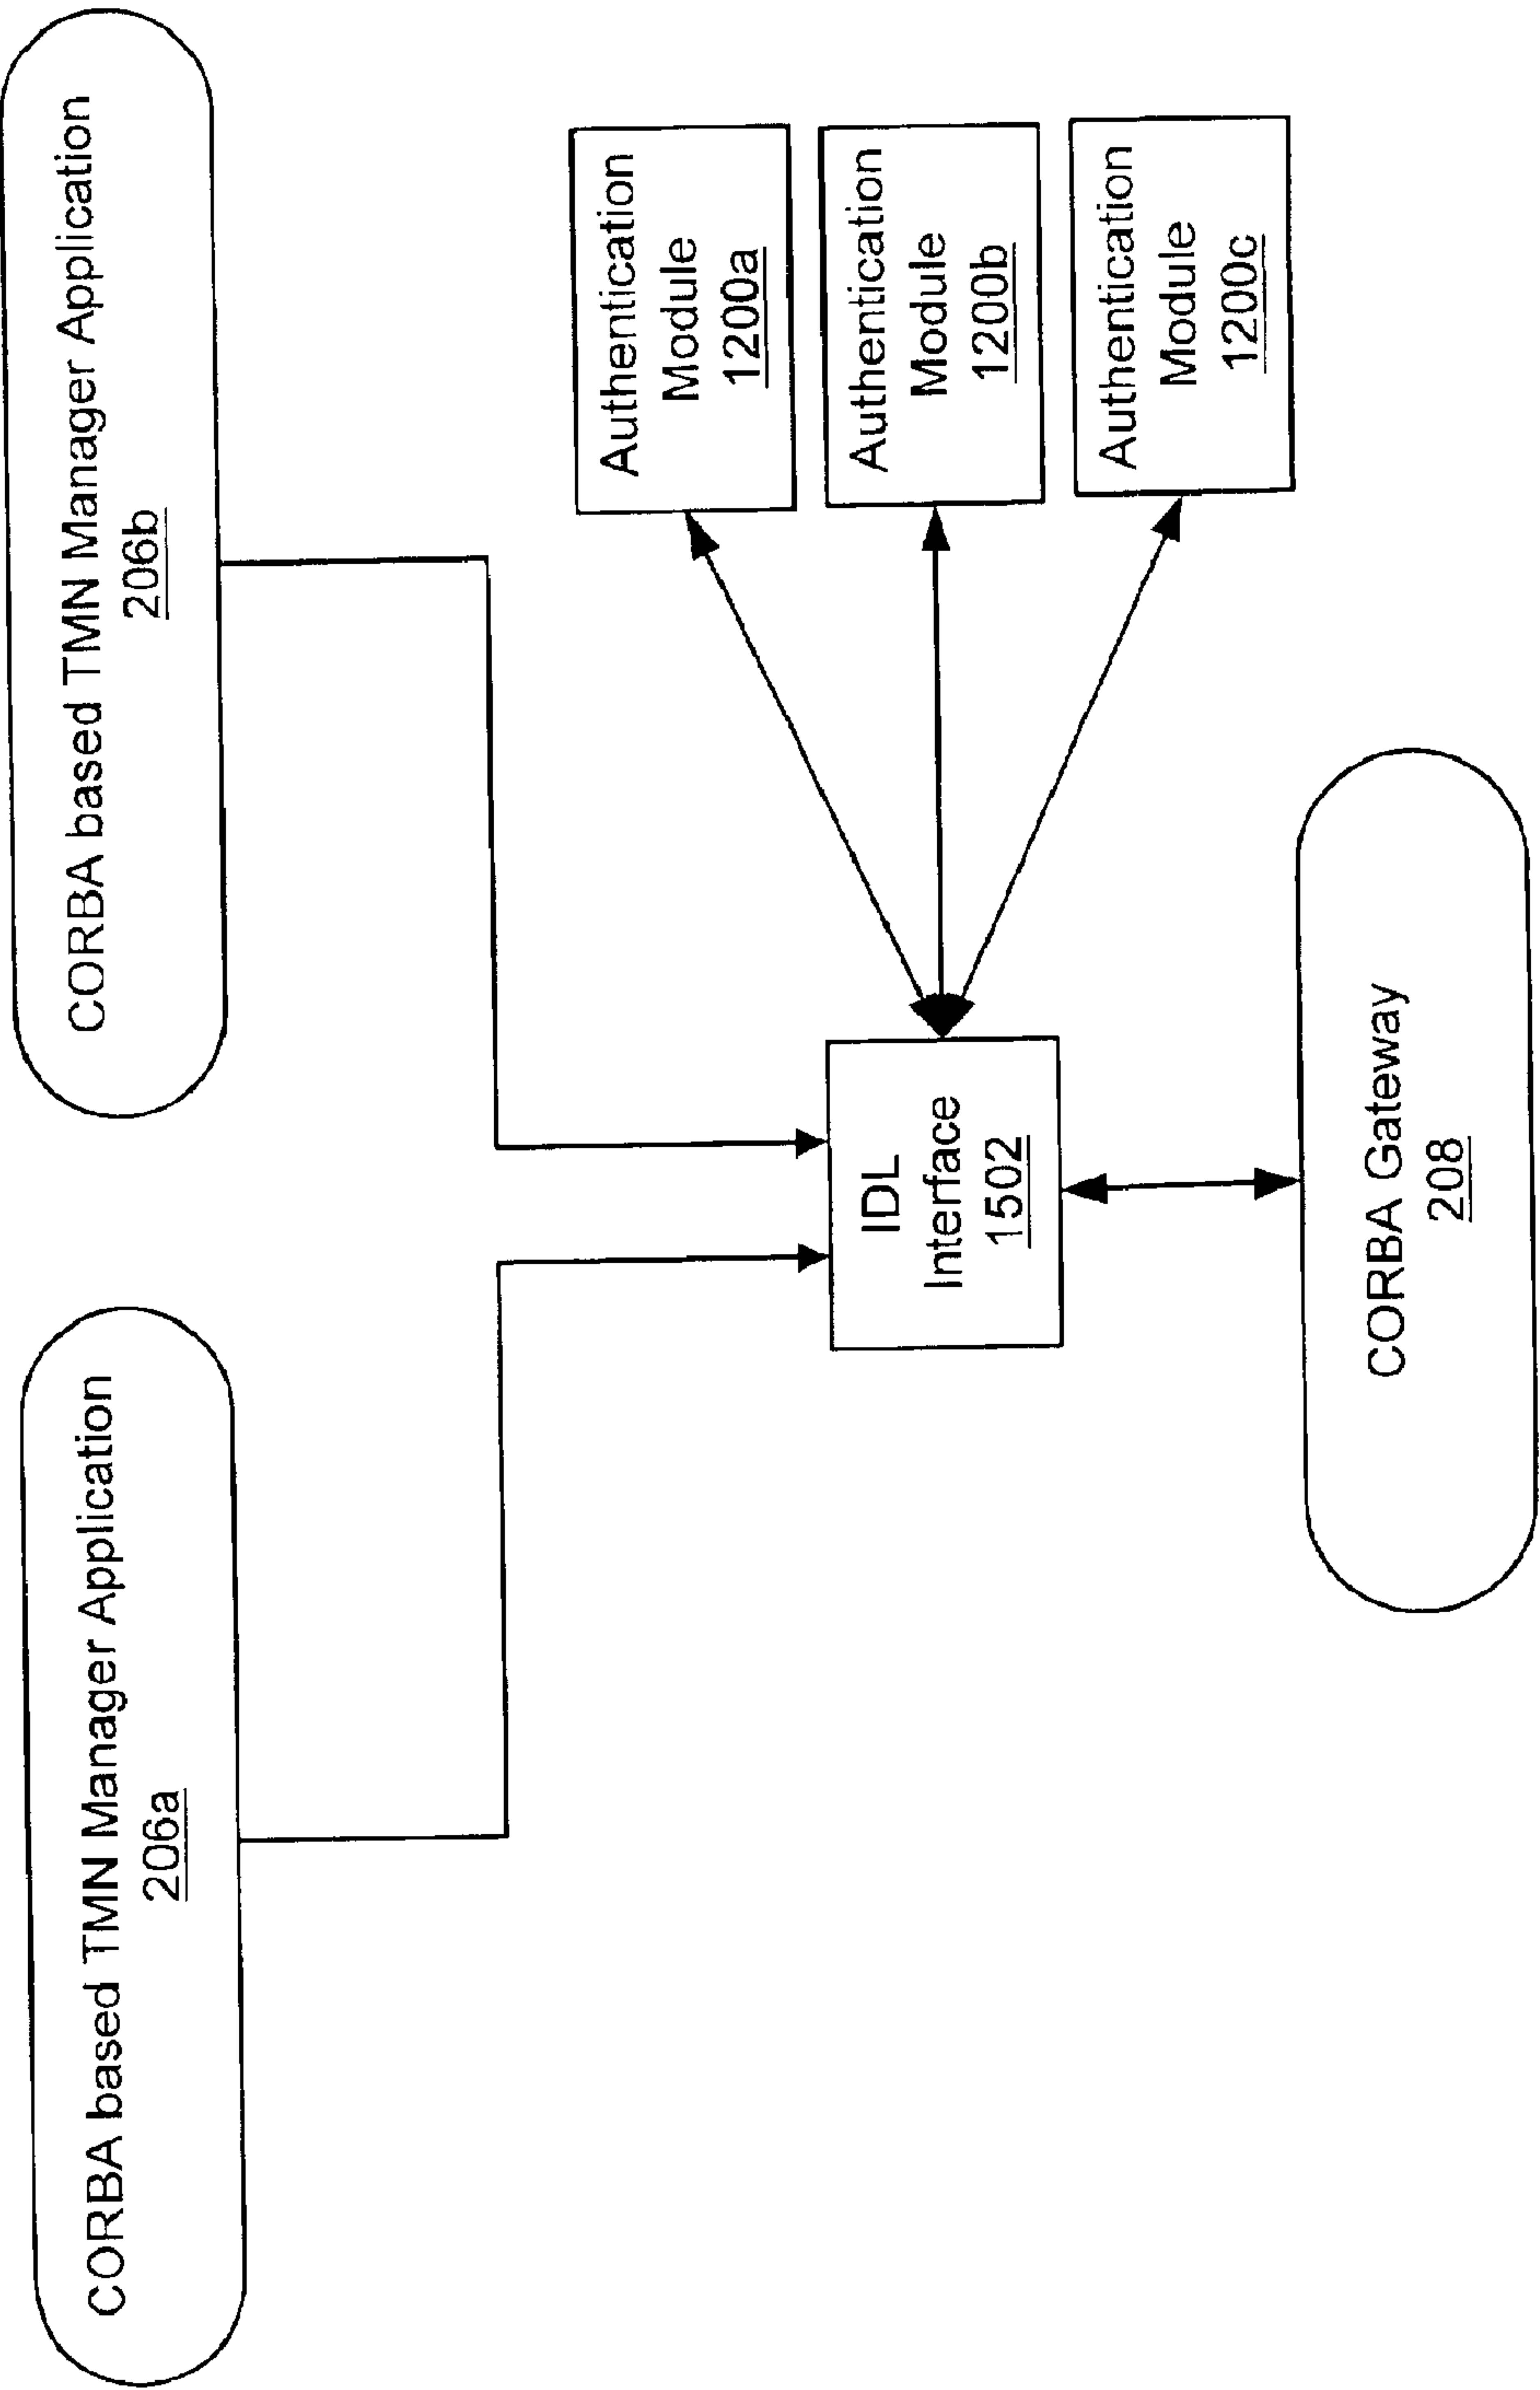 CORBA based TMN Manager Application
206a
CORBA based TMN Manager Application
206b
IDL
Interface
1502
Authentication
Module
1200a
Authentication
Module
1200b
Authentication
Module
1200c
CORBA Gateway
208